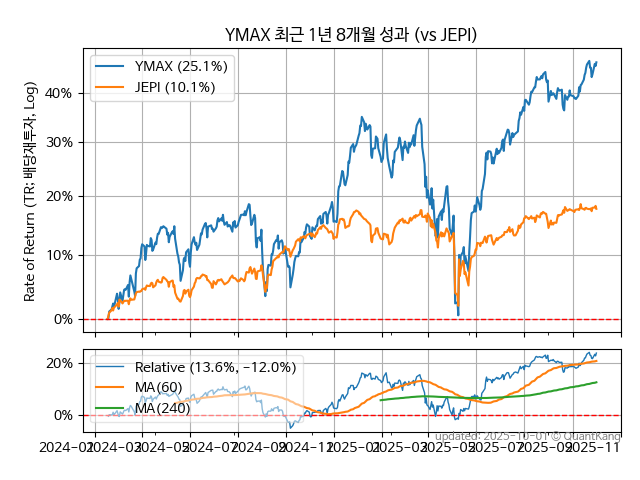 YMAX 최근 1년 8개월 성과 (vs JEPI)
Rate of Return (TR: 배당재투자, Log)
YMAX (25.1%)
JEPI (10.1%)
40%
30%
20%
10%
0%
Relative (13.6%, -12.0%)
MA(60)
MA(240)
20%
0%
2024-01 2024-03 2024-05 2024-07 2024-09 2024-11 2025-01 2025-03 2025-05 2025-07 2025-09 2025-11
updated: 2025-10-01 © QuantKang